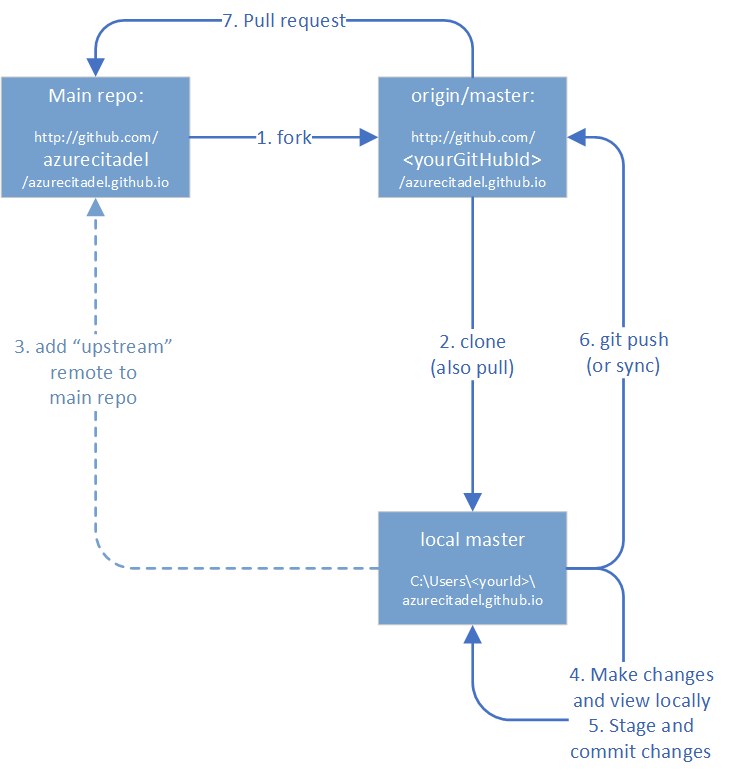 7. Pull request
Main repo:
http://github.com/
azurecitadel
/azurecitadel.github.io
1. fork
origin/master:
http://github.com/
<yourGitHubId>
/azurecitadel.github.io
3. add “upstream”
remote to
main repo
2. clone
(also pull)
6. git push
(or sync)
local master
C:\Users\<yourId>\
azurecitadel.github.io
4. Make changes
and view locally
5. Stage and
commit changes